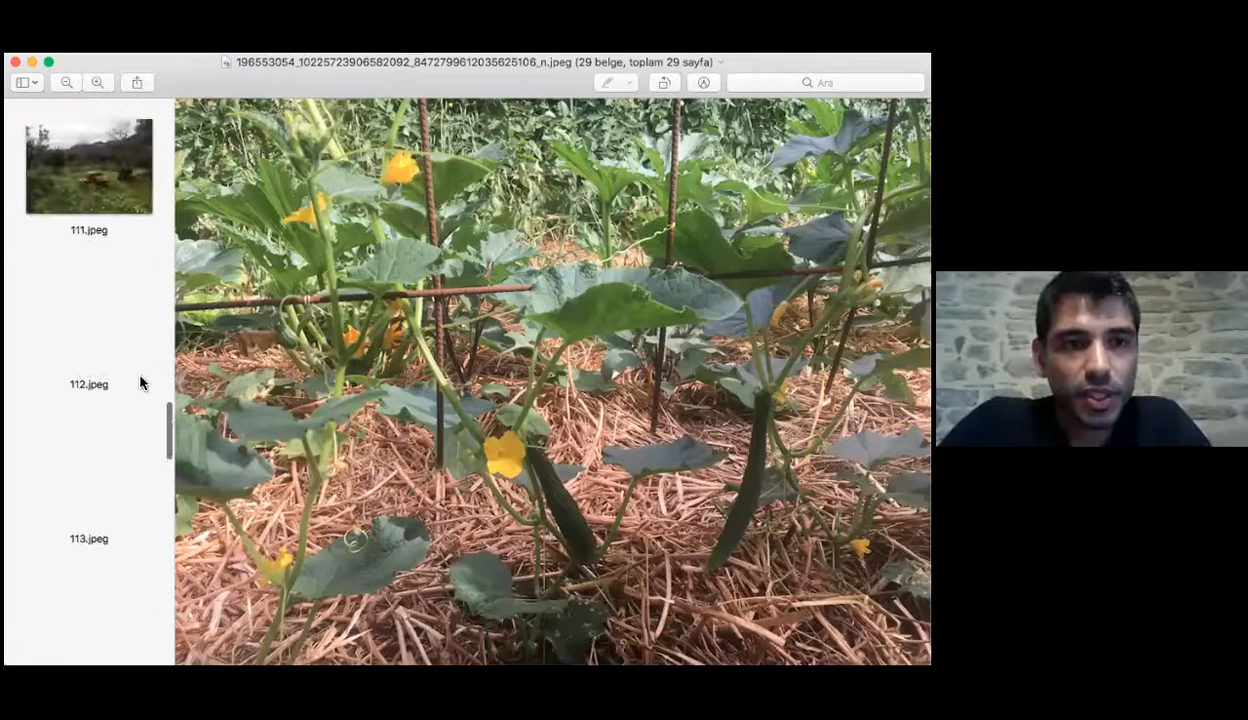 196553054_10225723906582092_8472799612035625106_n.jpeg (29 belge, toplam 29 sayfa)
Ara
111.jpeg
112.jpeg
113.jpeg